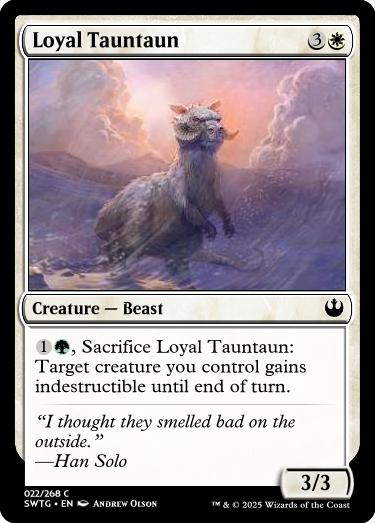 Loyal Tauntaun 3
Creature — Beast
1, Sacrifice Loyal Tauntaun:
Target creature you control gains
indestructible until end of turn.
“I thought they smelled bad on the
outside.”
—Han Solo
3/3
022/268 C
SWTG • EN Andrew Olson
™ & © 2025 Wizards of the Coast